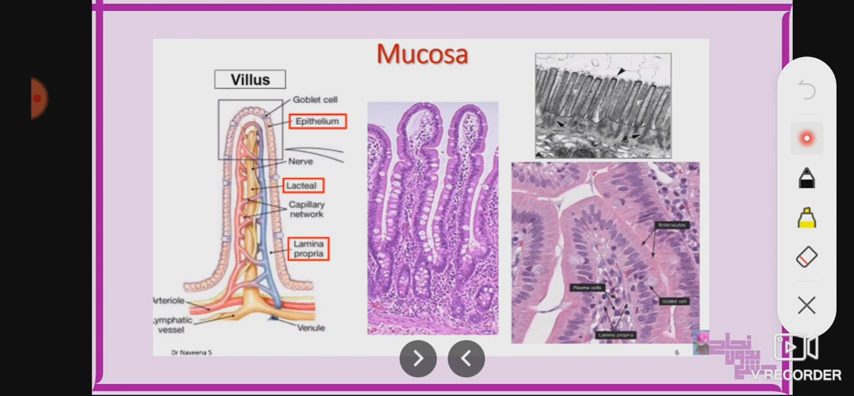 Mucosa
Villus
Goblet cell
Epithelium
Nerve
Lacteal
Capillary
network
Lamina
propria
Arteriole
Lymphatic
vessel
Venule
Enterocytes
Plasma cells
Goblet cell
Lamina propria
Dr Naveena S
6
V RECORDER